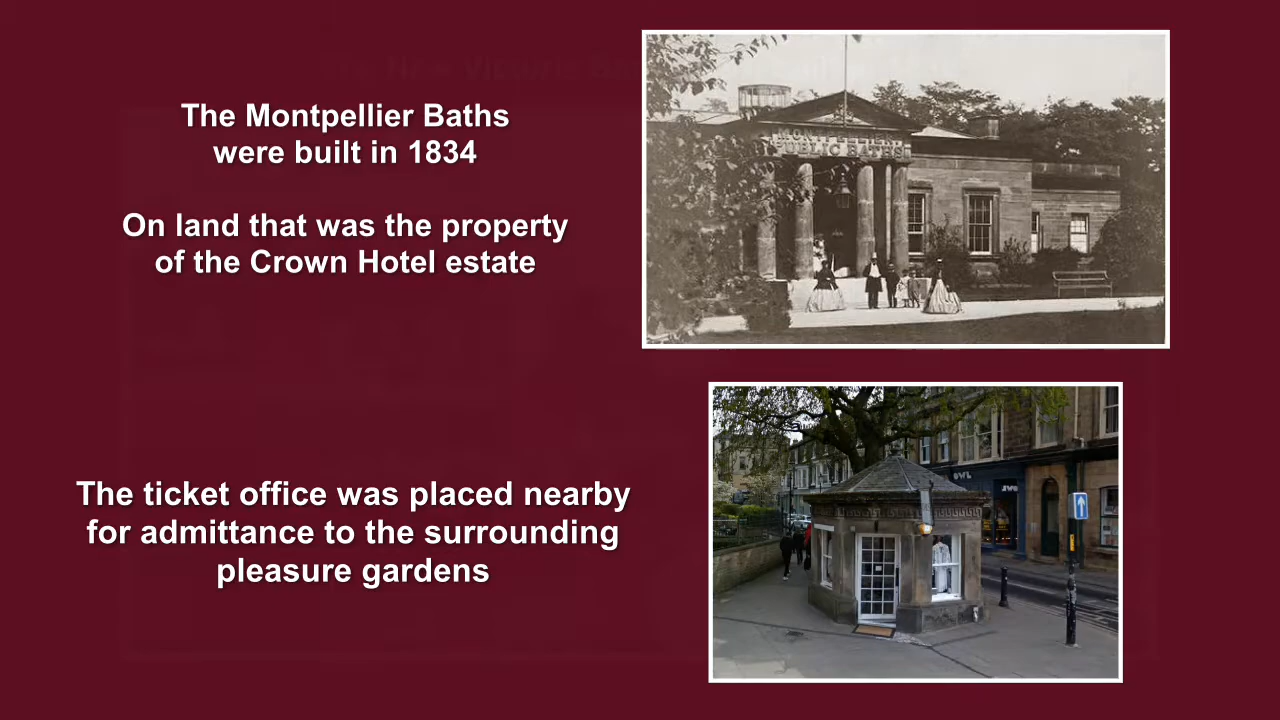 The Montpellier Baths
were built in 1834
On land that was the property
of the Crown Hotel estate
MONTPELLIER
PUBLIC BATHS
The ticket office was placed nearby
for admittance to the surrounding
pleasure gardens